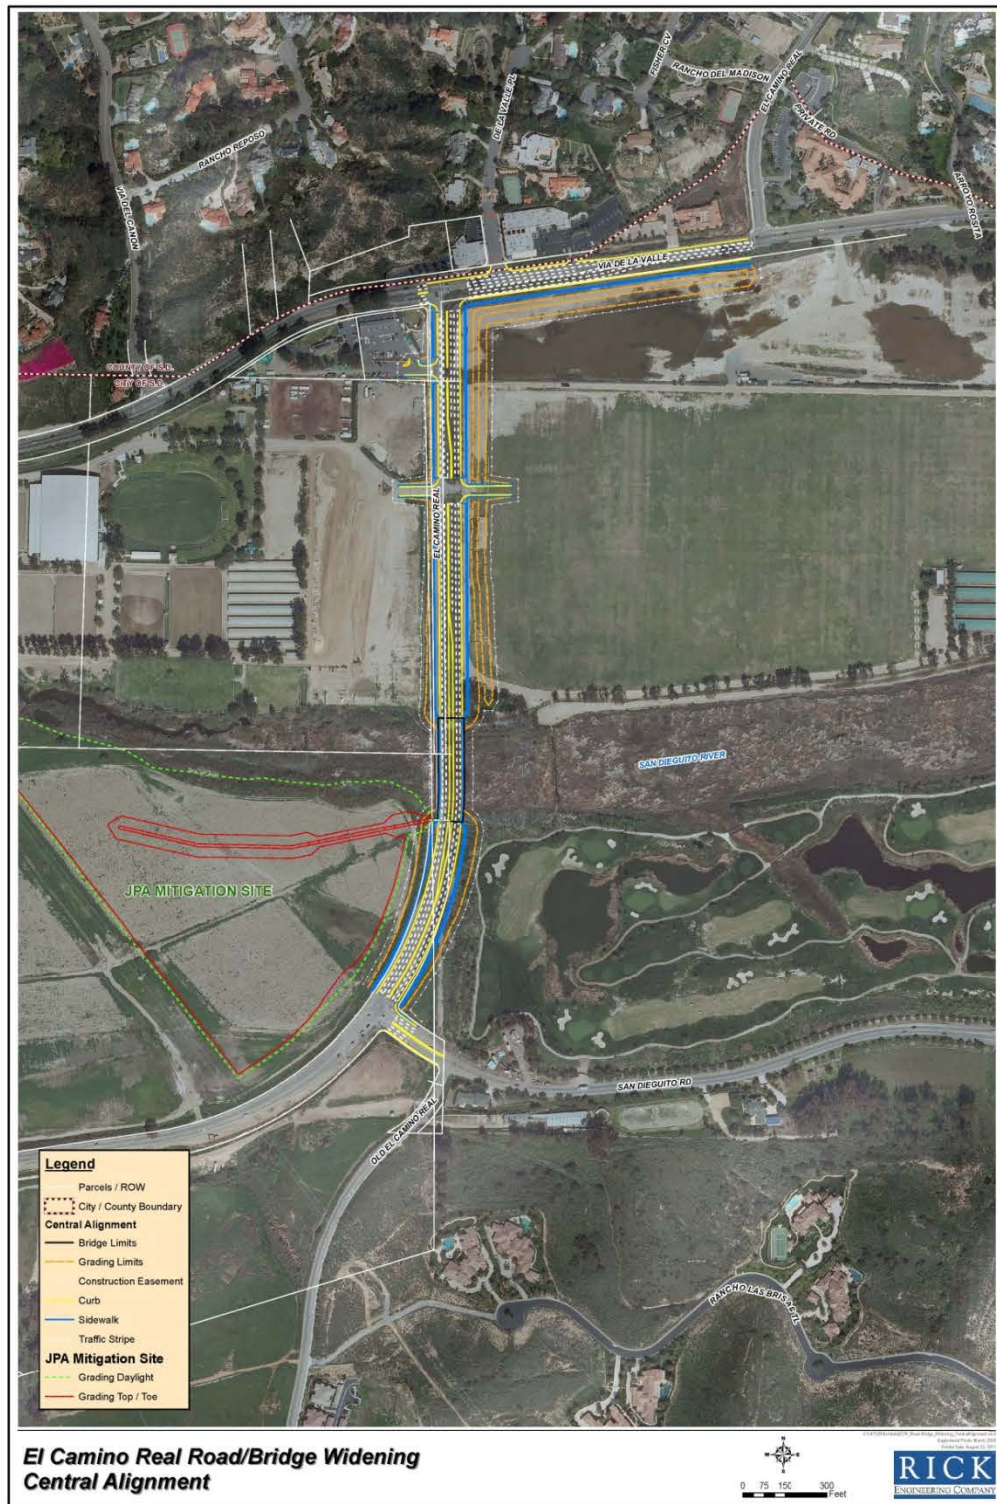 FISHER CV
RANCHO DEL MADISON
EL CAMINO REAL
PRIVATE RD
DE LA VALLE PL
RANCHO REPOSO
VIA DEL CANON
ARROYO ROSITA
VIA DE LA VALLE
COUNTY OF S.D.
CITY OF S.D.
EL CAMINO REAL
SAN DIEGUITO RIVER
JPA MITIGATION SITE
SAN DIEGUITO RD
OLD EL CAMINO REAL
RANCHO LAS BRISAS TL
Legend
Parcels / ROW
City / County Boundary
Central Alignment
Bridge Limits
Grading Limits
Construction Easement
Curb
Sidewalk
Traffic Stripe
JPA Mitigation Site
Grading Daylight
Grading Top / Toe
El Camino Real Road/Bridge Widening
Central Alignment
0 75 150 300
Feet
RICK
ENGINEERING COMPANY